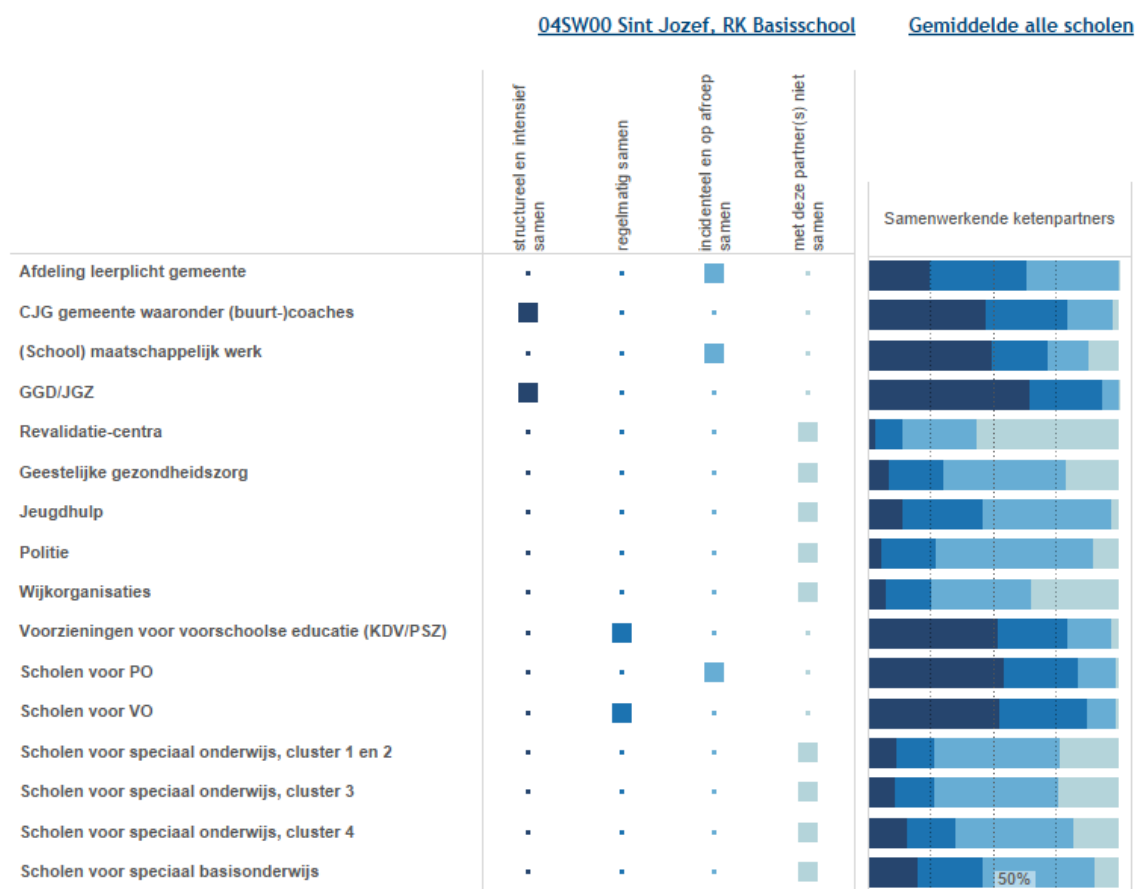 04SW00 Sint Jozef, RK Basisschool
Gemiddelde alle scholen
structureel en intensief
samen
regelmatig samen
incidenteel en op afroep
samen
met deze partner(s) niet
samen
Samenwerkende ketenpartners
Afdeling leerplicht gemeente
CJG gemeente waaronder (buurt-)coaches
(School) maatschappelijk werk
GGD/JGZ
Revalidatie-centra
Geestelijke gezondheidszorg
Jeugdhulp
Politie
Wijkorganisaties
Voorzieningen voor voorschoolse educatie (KDV/PSZ)
Scholen voor PO
Scholen voor VO
Scholen voor speciaal onderwijs, cluster 1 en 2
Scholen voor speciaal onderwijs, cluster 3
Scholen voor speciaal onderwijs, cluster 4
Scholen voor speciaal basisonderwijs
50%